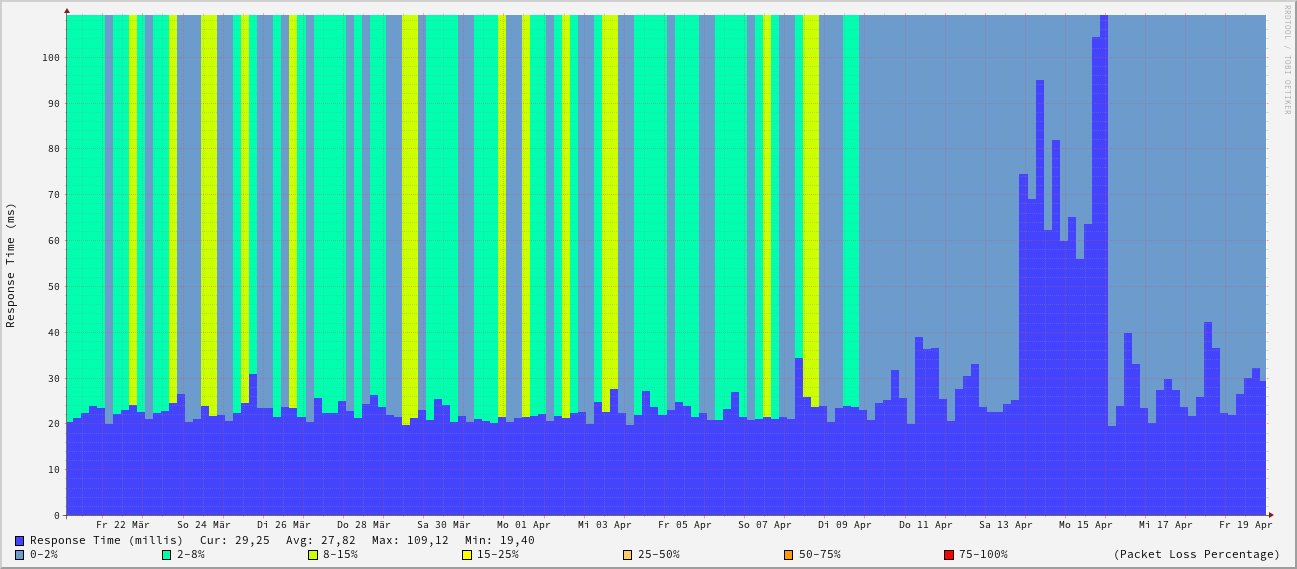 RRDTOOL / TOBI OETIKER
Response Time (ms)
100
90
80
70
60
50
40
30
20
10
0
Fr 22 Mär So 24 Mär Di 26 Mär Do 28 Mär Sa 30 Mär Mo 01 Apr Mi 03 Apr Fr 05 Apr So 07 Apr Di 09 Apr Do 11 Apr Sa 13 Apr Mo 15 Apr Mi 17 Apr Fr 19 Apr
Response Time (millis) Cur: 29,25 Avg: 27,82 Max: 109,12 Min: 19,40
0-2% 2-8% 8-15% 15-25% 25-50% 50-75% 75-100% (Packet Loss Percentage)